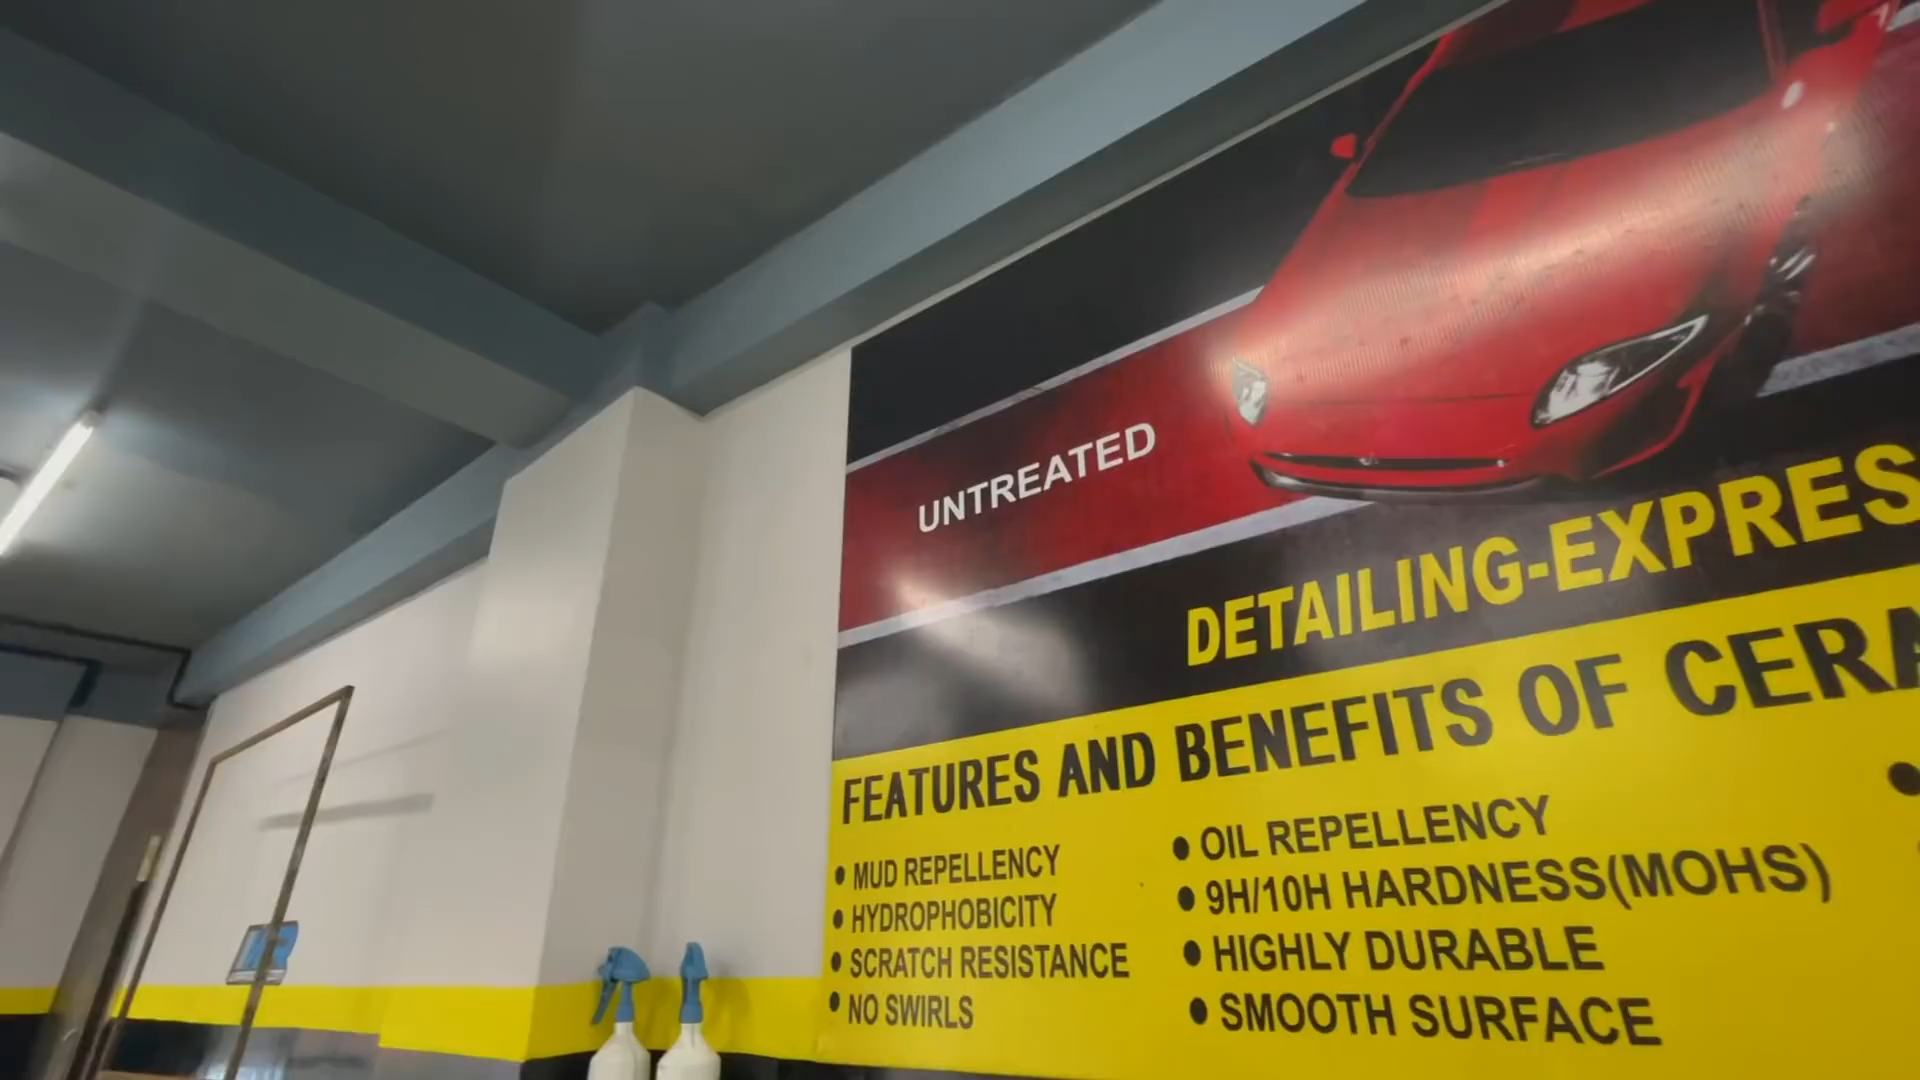 UNTREATED
DETAILING-EXPRES
FEATURES AND BENEFITS OF CERA
• MUD REPELLENCY
• HYDROPHOBICITY
• SCRATCH RESISTANCE
• NO SWIRLS
• OIL REPELLENCY
• 9H/10H HARDNESS(MOHS)
• HIGHLY DURABLE
• SMOOTH SURFACE